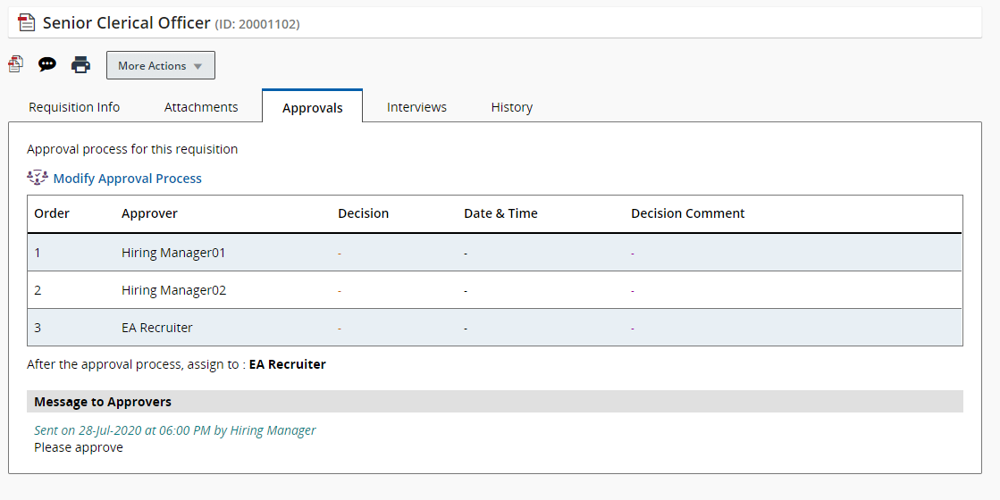 Senior Clerical Officer (ID: 20001102)
More Actions
Requisition Info Attachments Approvals Interviews History
Approval process for this requisition
Modify Approval Process
Order Approver Decision Date & Time Decision Comment
1 Hiring Manager01 - - -
2 Hiring Manager02 - - -
3 EA Recruiter - - -
After the approval process, assign to : EA Recruiter
Message to Approvers
Sent on 28-Jul-2020 at 06:00 PM by Hiring Manager
Please approve